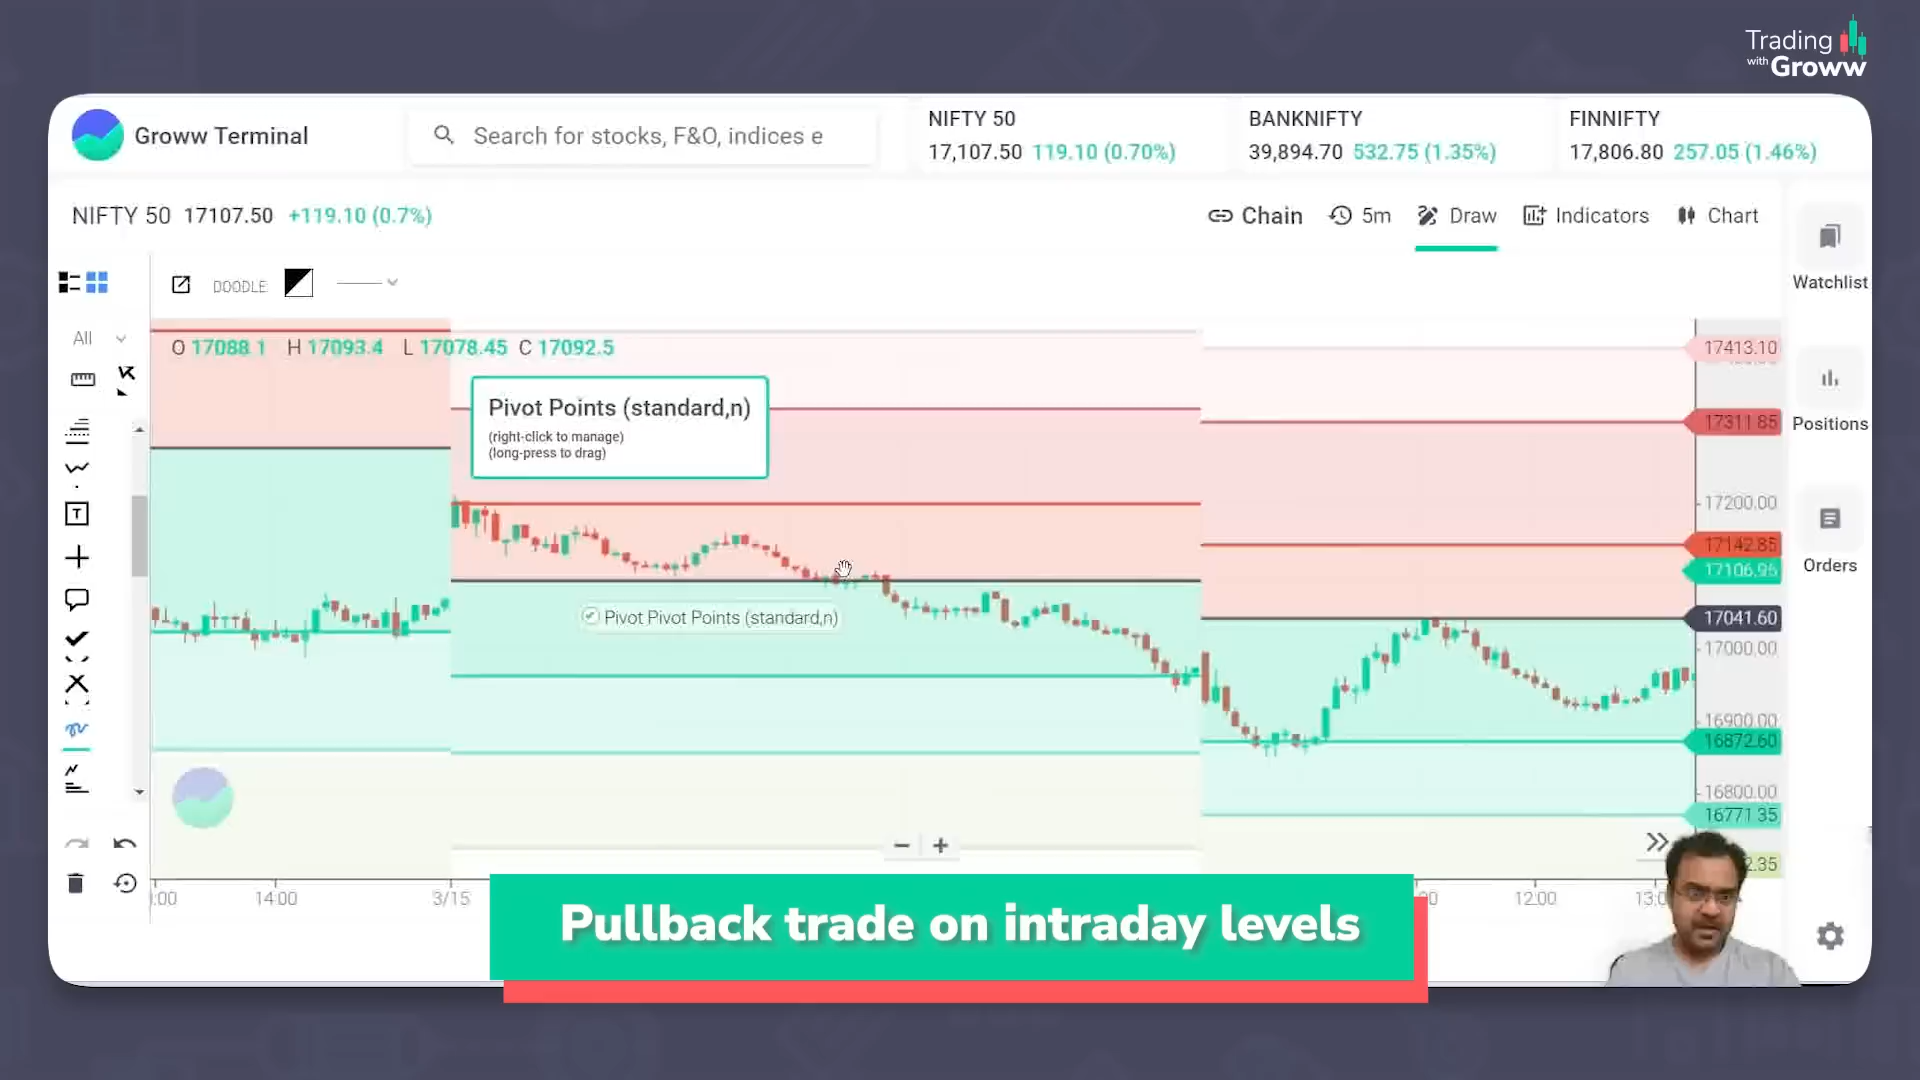 Trading
with Groww
Groww Terminal
Search for stocks, F&O, indices e
NIFTY 50
17,107.50 119.10 (0.70%)
BANKNIFTY
39,894.70 532.75 (1.35%)
FINNIFTY
17,806.80 257.05 (1.46%)
NIFTY 50 17107.50 +119.10 (0.7%)
Chain
5m
Draw
Indicators
Chart
Watchlist
Positions
Orders
DOODLE
All
O 17088.1 H 17093.4 L 17078.45 C 17092.5
Pivot Points (standard,n)
(right-click to manage)
(long-press to drag)
Pivot Pivot Points (standard,n)
17413.10
17311.85
17200.00
17142.85
17106.95
17041.60
17000.00
16900.00
16872.60
16800.00
16771.35
2.35
:00
14:00
3/15
12:00
13:0
Pullback trade on intraday levels